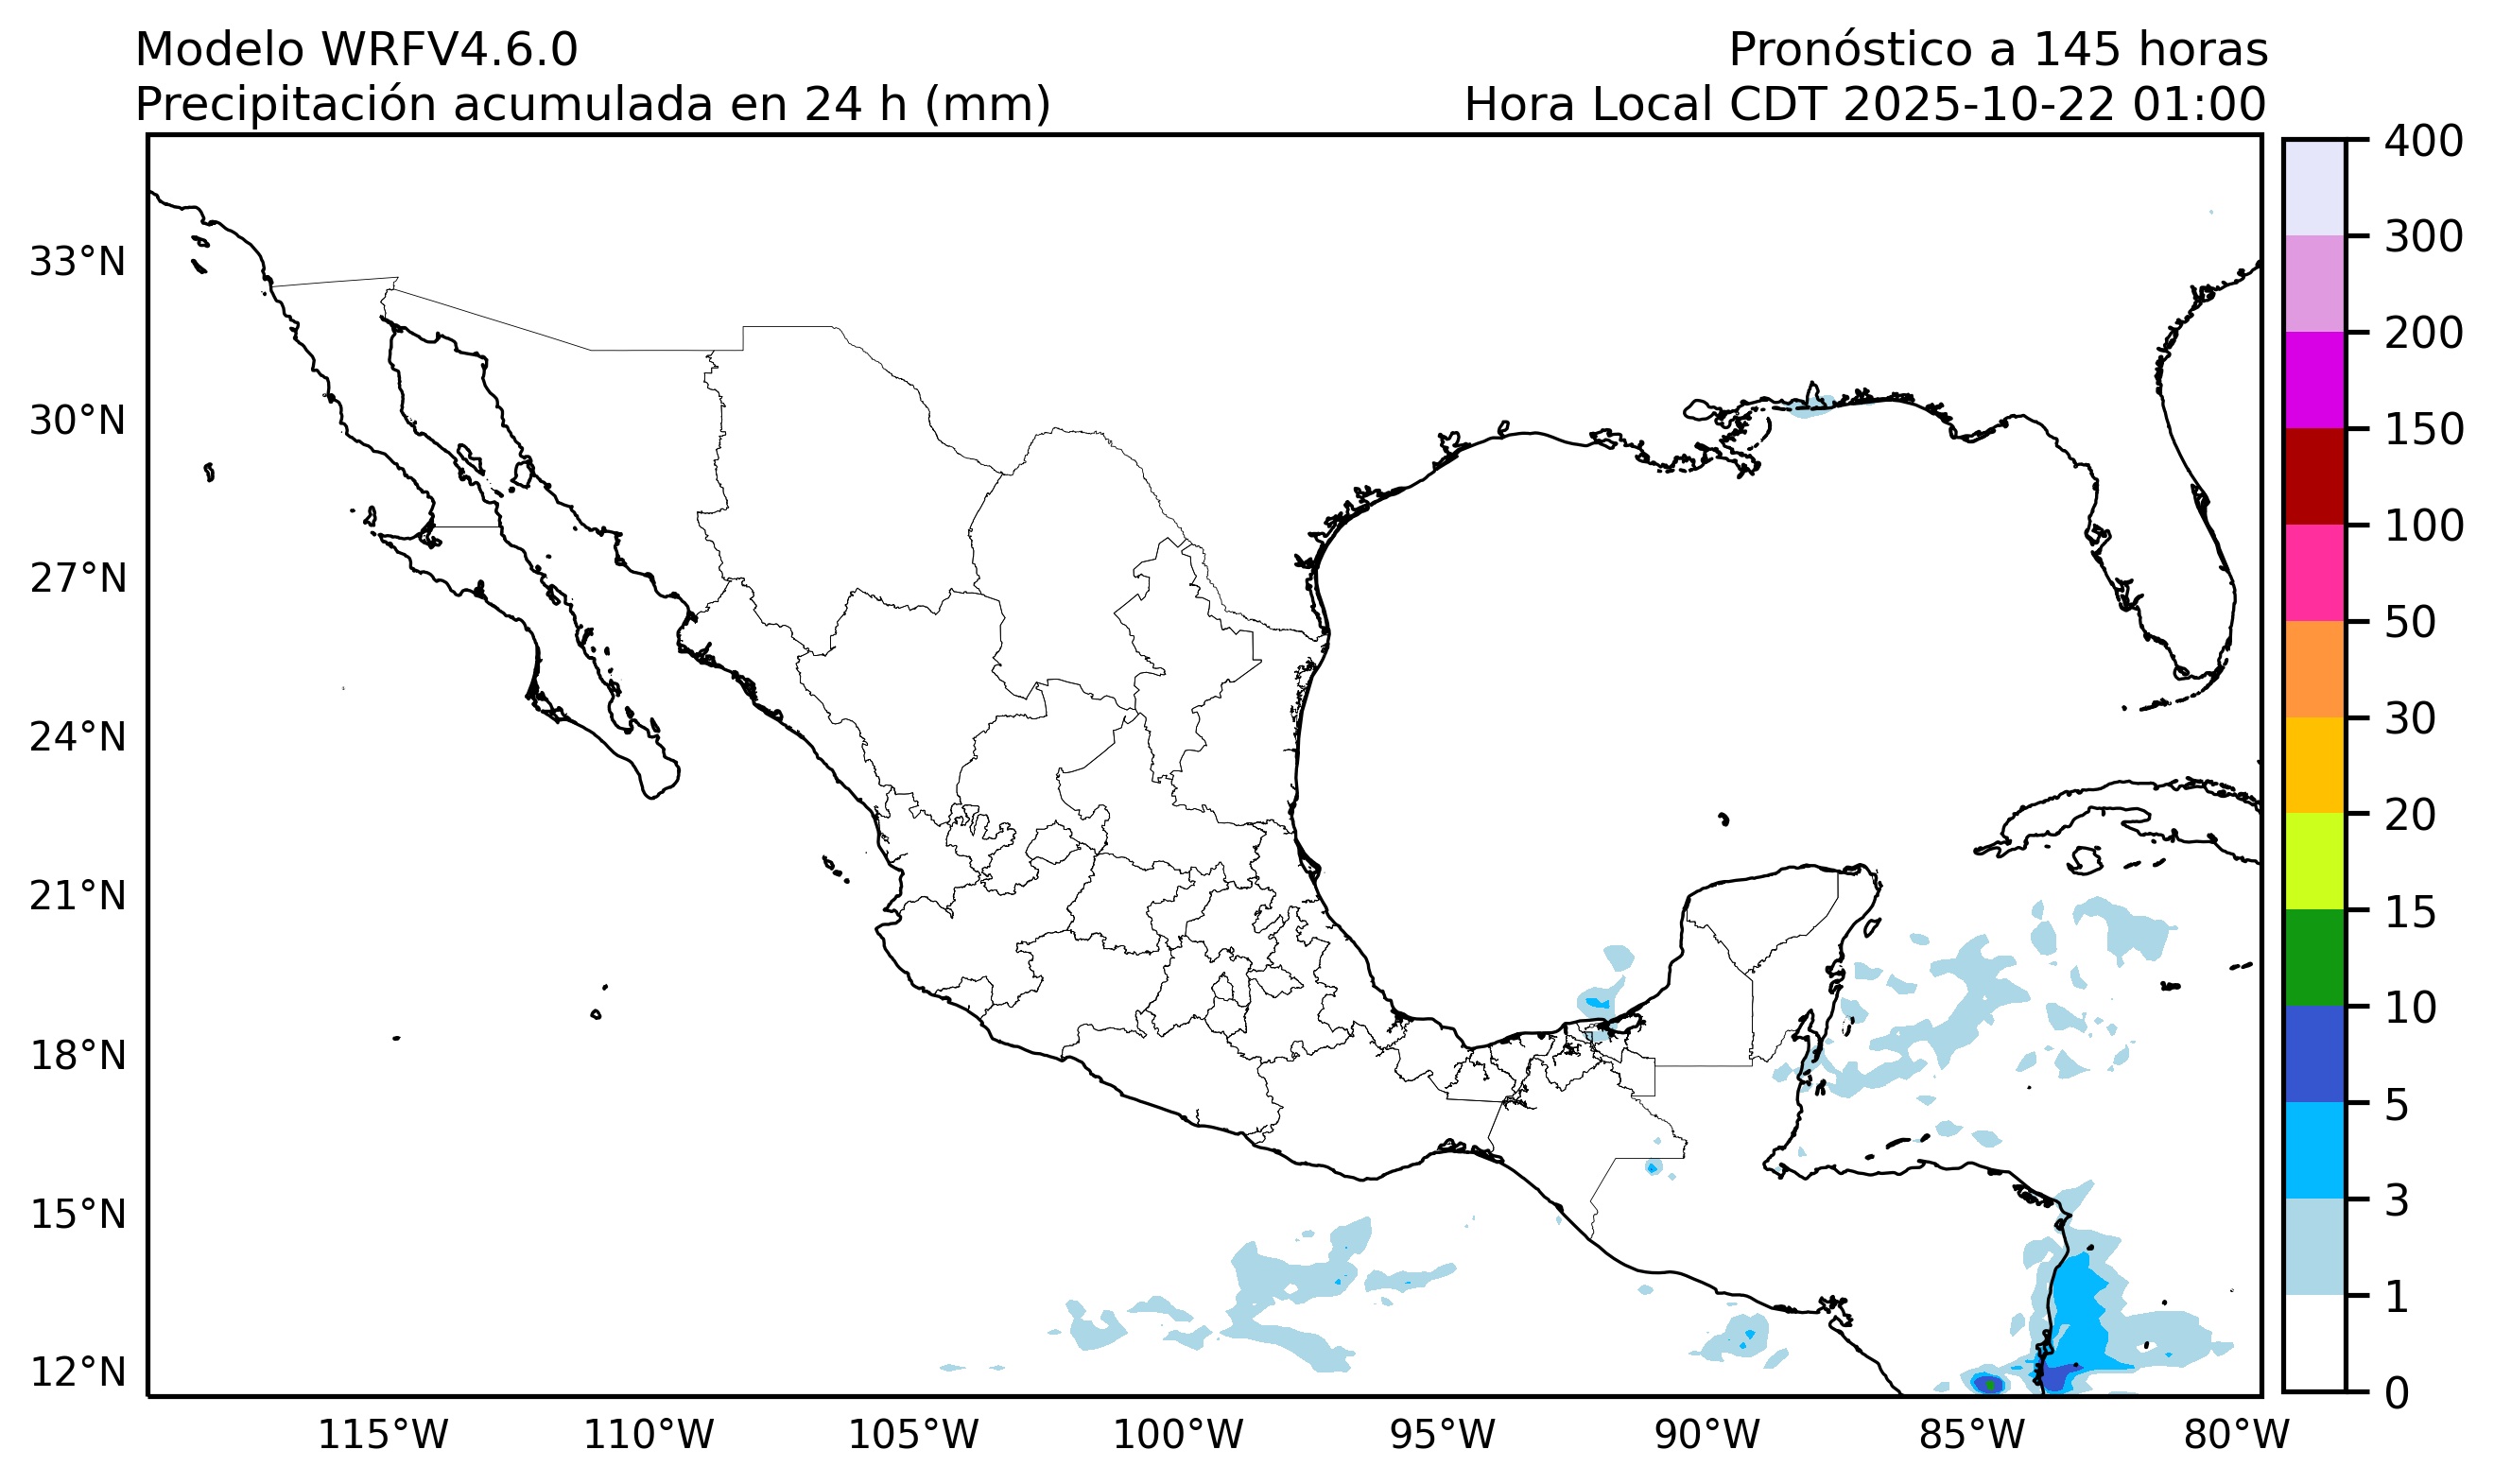 Modelo WRFV4.6.0
Pronóstico a 145 horas
Precipitación acumulada en 24 h (mm)
Hora Local CDT 2025-10-22 01:00
33°N
30°N
27°N
24°N
21°N
18°N
15°N
12°N
115°W
110°W
105°W
100°W
95°W
90°W
85°W
80°W
400
300
200
150
100
50
30
20
15
10
5
3
1
0